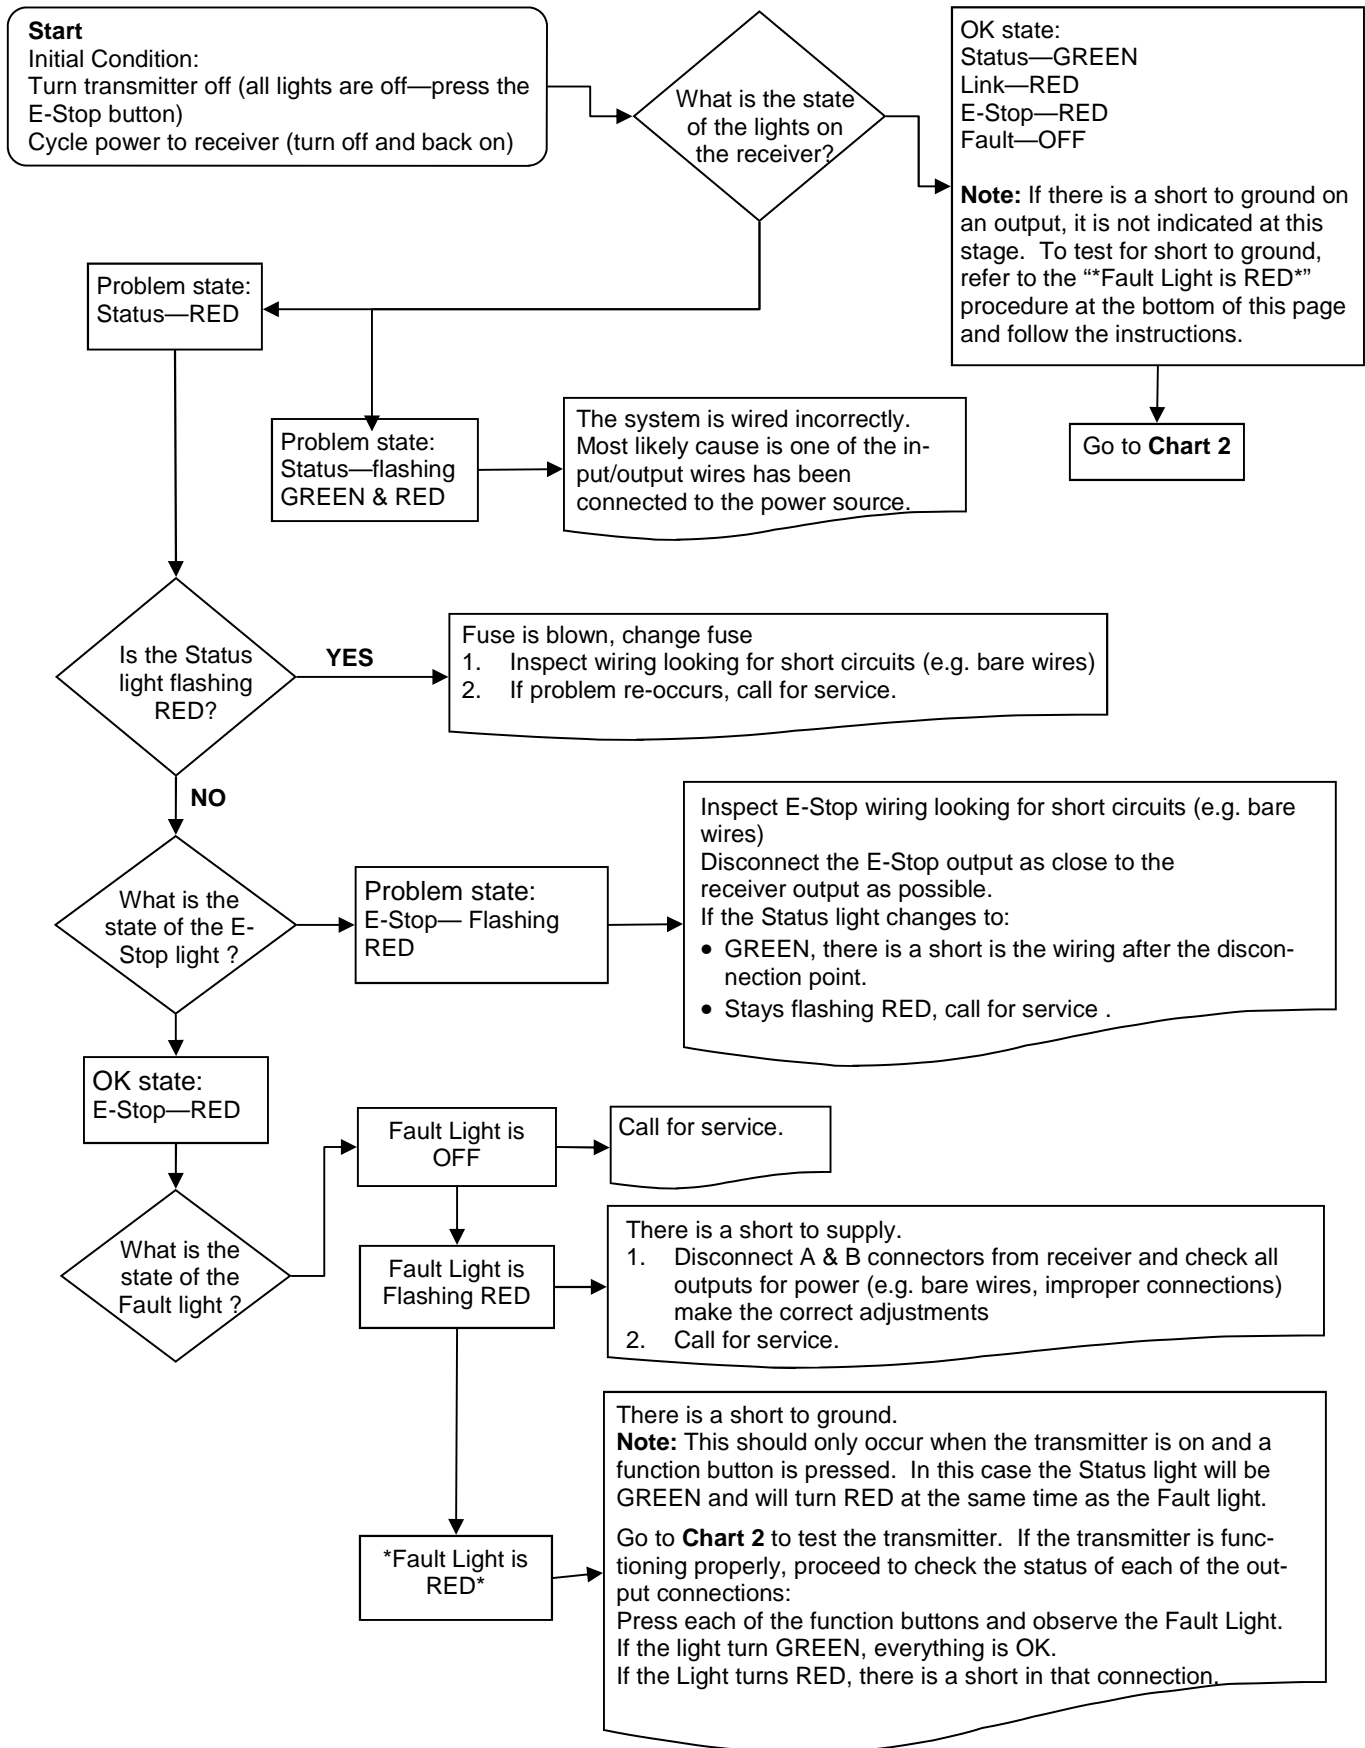 Start
Initial Condition:
Turn transmitter off (all lights are off—press the
E-Stop button)
Cycle power to receiver (turn off and back on)
What is the state
of the lights on
the receiver?
OK state:
Status—GREEN
Link—RED
E-Stop—RED
Fault—OFF
Note: If there is a short to ground on
an output, it is not indicated at this
stage.  To test for short to ground,
refer to the “*Fault Light is RED*”
procedure at the bottom of this page
and follow the instructions.
Go to Chart 2
Problem state:
Status—RED
Problem state:
Status—flashing
GREEN & RED
The system is wired incorrectly.
Most likely cause is one of the in-
put/output wires has been
connected to the power source.
Is the Status
light flashing
RED?
YES
Fuse is blown, change fuse
1. Inspect wiring looking for short circuits (e.g. bare wires)
2. If problem re-occurs, call for service.
NO
What is the
state of the E-
Stop light ?
Problem state:
E-Stop— Flashing
RED
Inspect E-Stop wiring looking for short circuits (e.g. bare
wires)
Disconnect the E-Stop output as close to the
receiver output as possible.
If the Status light changes to:
• GREEN, there is a short is the wiring after the discon-
nection point.
• Stays flashing RED, call for service .
OK state:
E-Stop—RED
What is the
state of the
Fault light ?
Fault Light is
OFF
Call for service.
Fault Light is
Flashing RED
There is a short to supply.
1. Disconnect A & B connectors from receiver and check all
outputs for power (e.g. bare wires, improper connections)
make the correct adjustments
2. Call for service.
*Fault Light is
RED*
There is a short to ground.
Note: This should only occur when the transmitter is on and a
function button is pressed.  In this case the Status light will be
GREEN and will turn RED at the same time as the Fault light.
Go to Chart 2 to test the transmitter.  If the transmitter is func-
tioning properly, proceed to check the status of each of the out-
put connections:
Press each of the function buttons and observe the Fault Light.
If the light turn GREEN, everything is OK.
If the Light turns RED, there is a short in that connection.